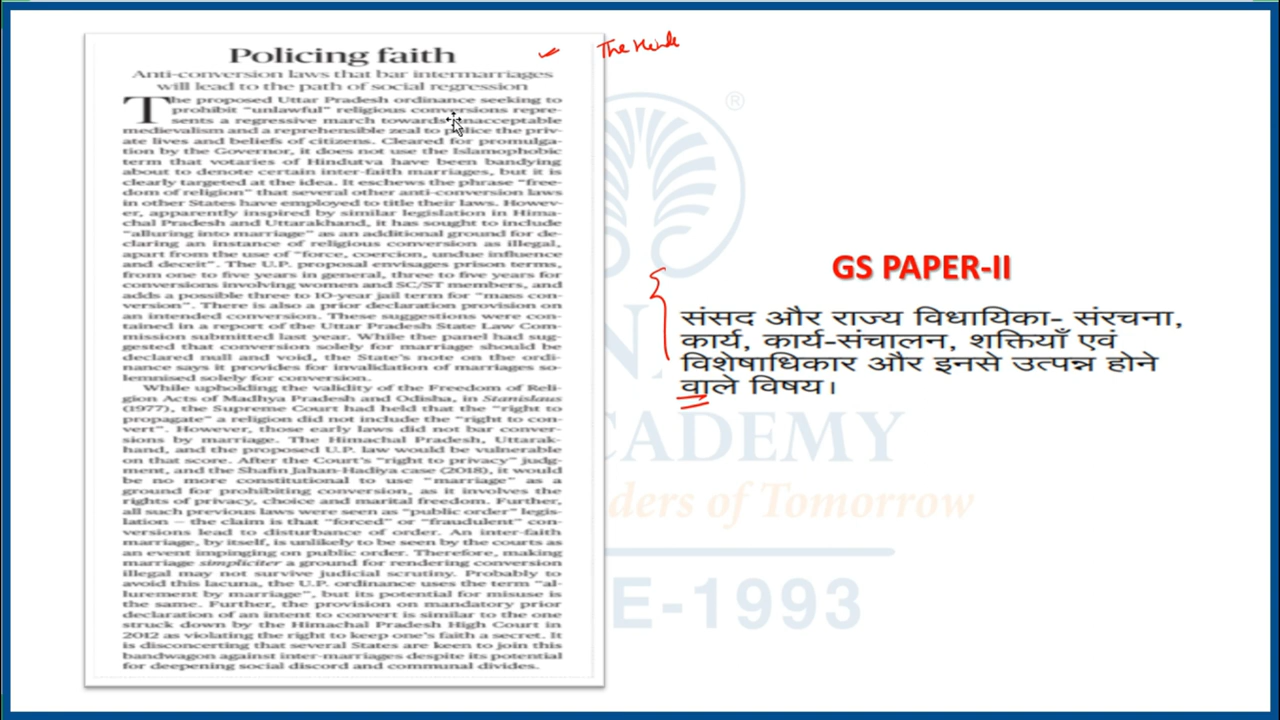 Policing faith
The Hindu
Anti-conversion laws that bar intermarriages
will lead to the path of social regression
The proposed Uttar Pradesh ordinance seeking to
prohibit “unlawful” religious conversions repre-
sents a regressive march towards unacceptable
medievalism and a reprehensible zeal to police the priv-
ate lives and beliefs of citizens. Cleared for promulga-
tion by the Governor, it does not use the Islamophobic
term that votaries of Hindutva have been bandying
about to denote certain inter-faith marriages, but it is
clearly targeted at the idea. It eschews the phrase “free-
dom of religion” that several other anti-conversion laws
in other States have employed to title their laws. Howev-
er, apparently inspired by similar legislation in Hima-
chal Pradesh and Uttarakhand, it has sought to include
“alluring into marriage” as an additional ground for de-
claring an instance of religious conversion as illegal,
apart from the use of “force, coercion, undue influence
and deceit”. The U.P. proposal envisages prison terms,
from one to five years in general, three to five years for
conversions involving women and SC/ST members, and
adds a possible three to 10-year jail term for “mass con-
version”. There is also a prior declaration provision on
an intended conversion. These suggestions were con-
tained in a report of the Uttar Pradesh State Law Com-
mission submitted last year. While the panel had sug-
gested that conversion solely for marriage should be
declared null and void, the State’s note on the ordi-
nance says it provides for invalidation of marriages so-
lemnised solely for conversion.
While upholding the validity of the Freedom of Reli-
gion Acts of Madhya Pradesh and Odisha, in Stanislaus
(1977), the Supreme Court had held that the “right to
propagate” a religion did not include the “right to con-
vert”. However, those early laws did not bar conver-
sions by marriage. The Himachal Pradesh, Uttarak-
hand, and the proposed U.P. law would be vulnerable
on that score. After the Court’s “right to privacy” judg-
ment, and the Shafin Jahan-Hadiya case (2018), it would
be no more constitutional to use “marriage” as a
ground for prohibiting conversion, as it involves the
rights of privacy, choice and marital freedom. Further,
all such previous laws were seen as “public order” legis-
lation — the claim is that “forced” or “fraudulent” con-
versions lead to disturbance of order. An inter-faith
marriage, by itself, is unlikely to be seen by the courts as
an event impinging on public order. Therefore, making
marriage simpliciter a ground for rendering conversion
illegal may not survive judicial scrutiny. Probably to
avoid this lacuna, the U.P. ordinance uses the term “al-
lurement by marriage”, but its potential for misuse is
the same. Further, the provision on mandatory prior
declaration of an intent to convert is similar to the one
struck down by the Himachal Pradesh High Court in
2012 as violating the right to keep one’s faith a secret. It
is disconcerting that several States are keen to join this
bandwagon against inter-marriages despite its potential
for deepening social discord and communal divides.
GS PAPER-II
संसद और राज्य विधायिका- संरचना,
कार्य, कार्य-संचालन, शक्तियाँ एवं
विशेषाधिकार और इनसे उत्पन्न होने
वाले विषय।
N
CADEMY
ders of Tomorrow
E-1993
®